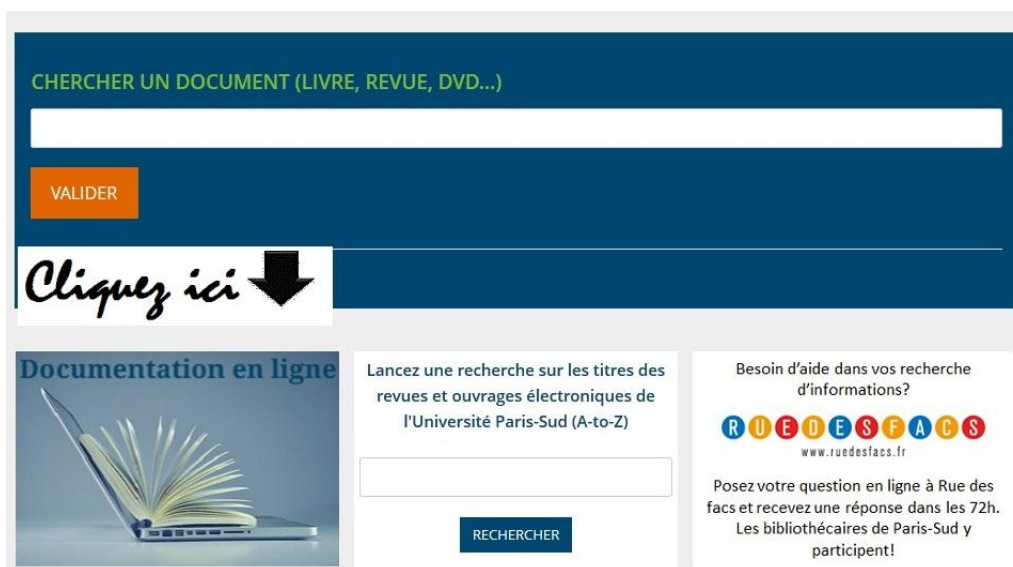 CHERCHER UN DOCUMENT (LIVRE, REVUE, DVD...)
VALIDER
Cliquez ici
Documentation en ligne
Lancez une recherche sur les titres des
revues et ouvrages électroniques de
l'Université Paris-Sud (A-to-Z)
RECHERCHER
Besoin d'aide dans vos recherche
d'informations?
RUEDESFACS
www.ruedesfacs.fr
Posez votre question en ligne à Rue des
facs et recevez une réponse dans les 72h.
Les bibliothécaires de Paris-Sud y
participent!